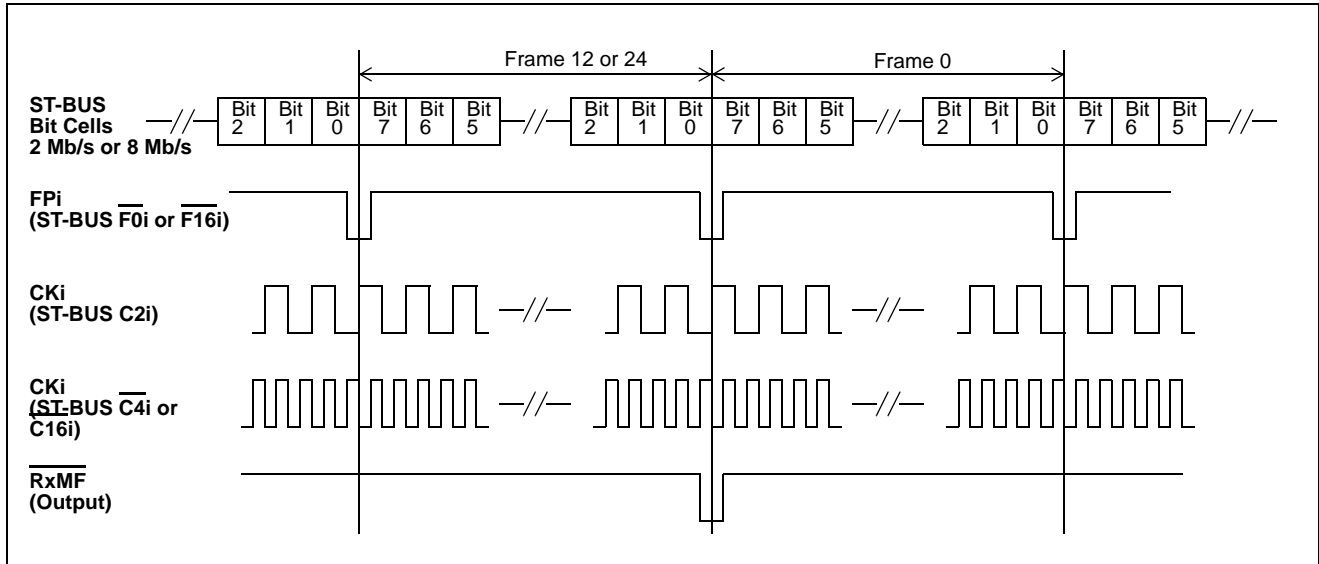 Frame 12 or 24
Frame 0
ST-BUS
Bit Cells
2 Mb/s or 8 Mb/s
Bit 2 Bit 1 Bit 0 Bit 7 Bit 6 Bit 5 Bit 2 Bit 1 Bit 0 Bit 7 Bit 6 Bit 5 Bit 2 Bit 1 Bit 0 Bit 7 Bit 6 Bit 5
FPi
(ST-BUS F0i or F16i)
CKi
(ST-BUS C2i)
CKi
(ST-BUS C4i or
C16i)
RxMF
(Output)